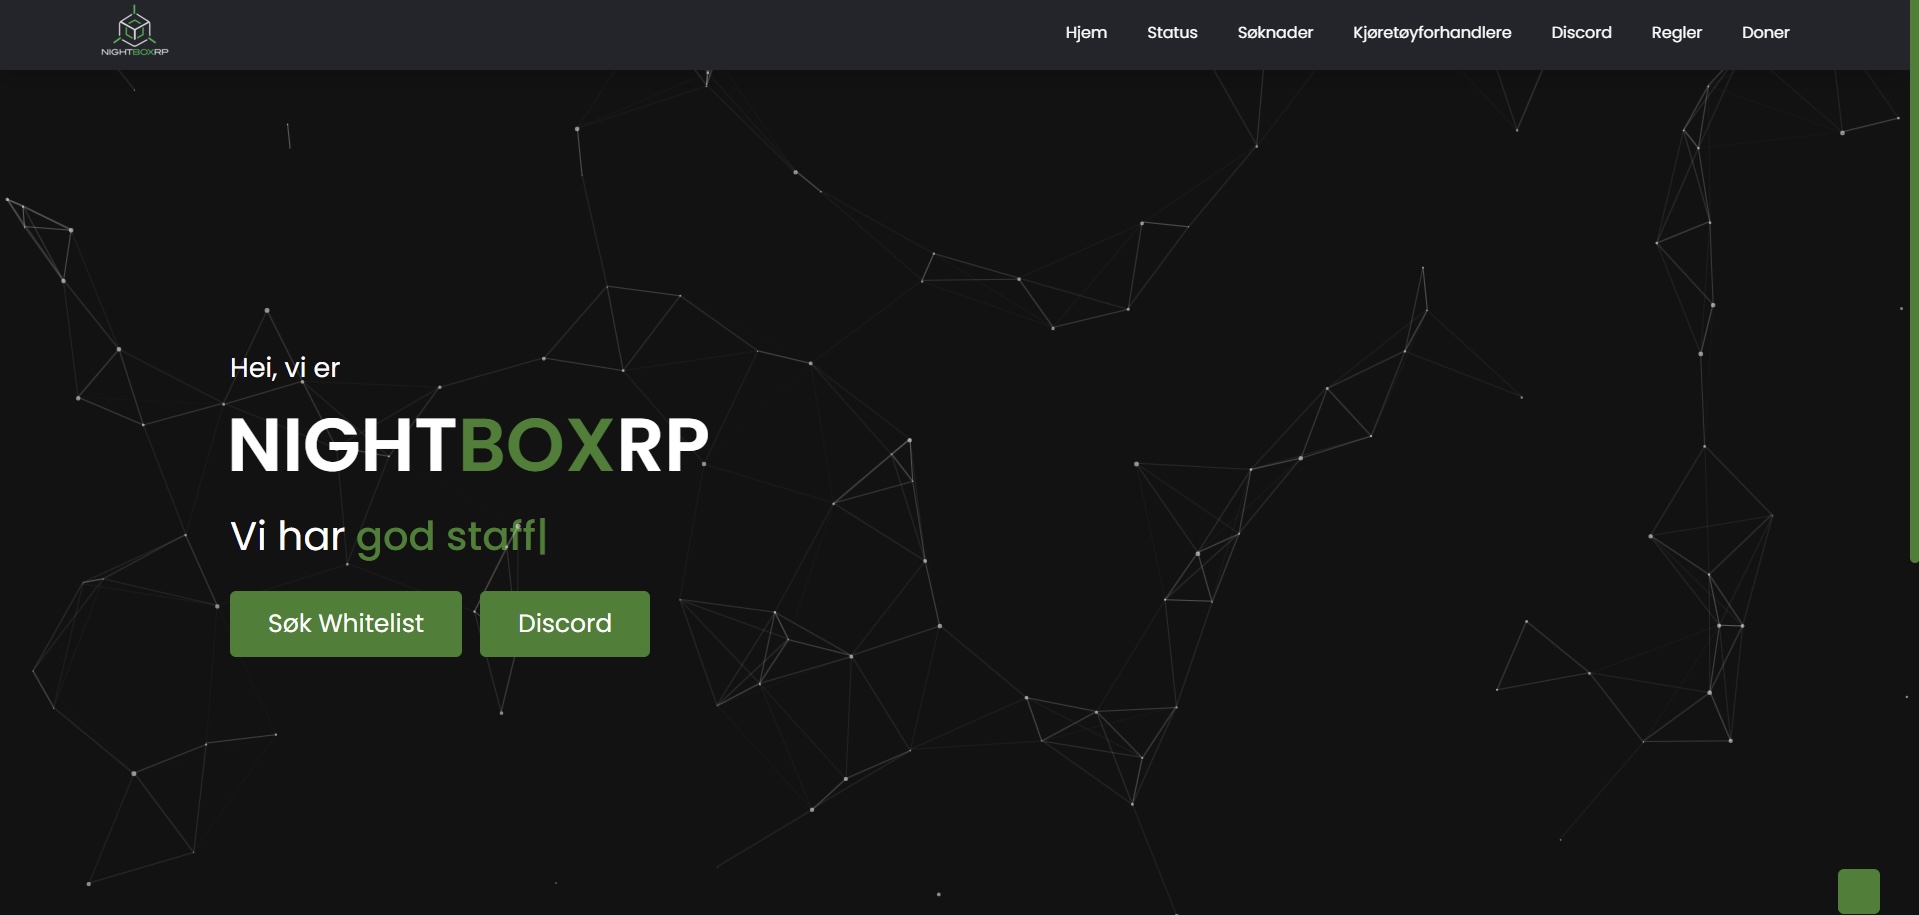 NIGHTBOXRP
Hjem Status Søknader Kjøretøyforhandlere Discord Regler Doner
Hei, vi er
NIGHTBOXRP
Vi har god staff|
Søk Whitelist Discord